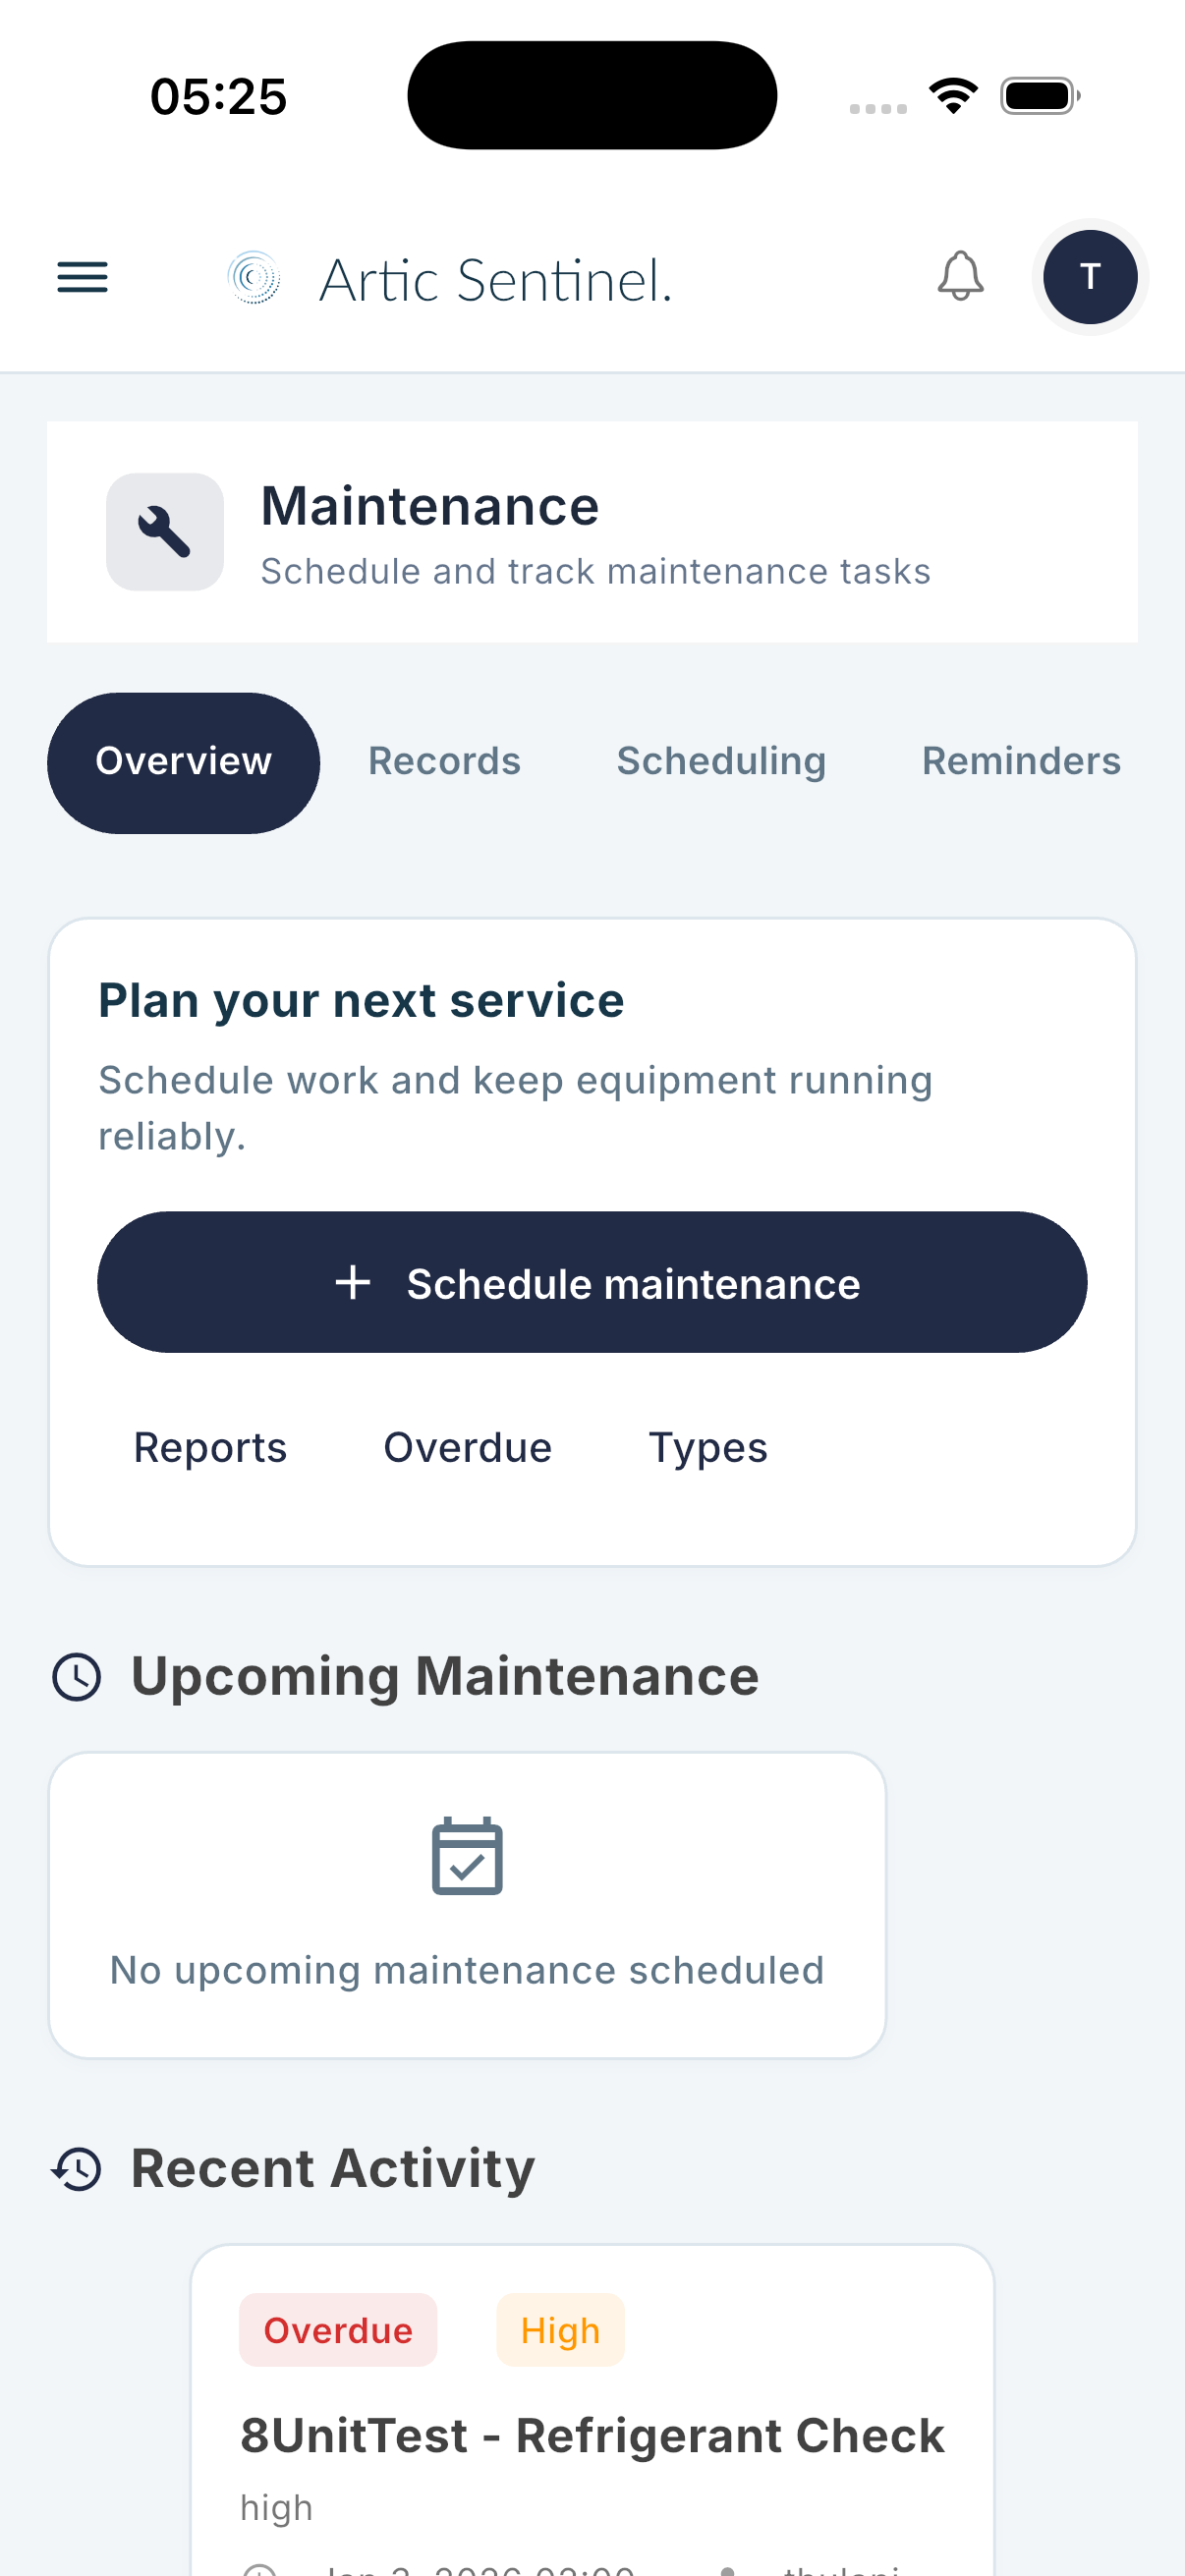 05:25
Artic Sentinel.
T
Maintenance
Schedule and track maintenance tasks
Overview Records Scheduling Reminders
Plan your next service
Schedule work and keep equipment running
reliably.
+ Schedule maintenance
Reports Overdue Types
Upcoming Maintenance
No upcoming maintenance scheduled
Recent Activity
Overdue High
8UnitTest - Refrigerant Check
high